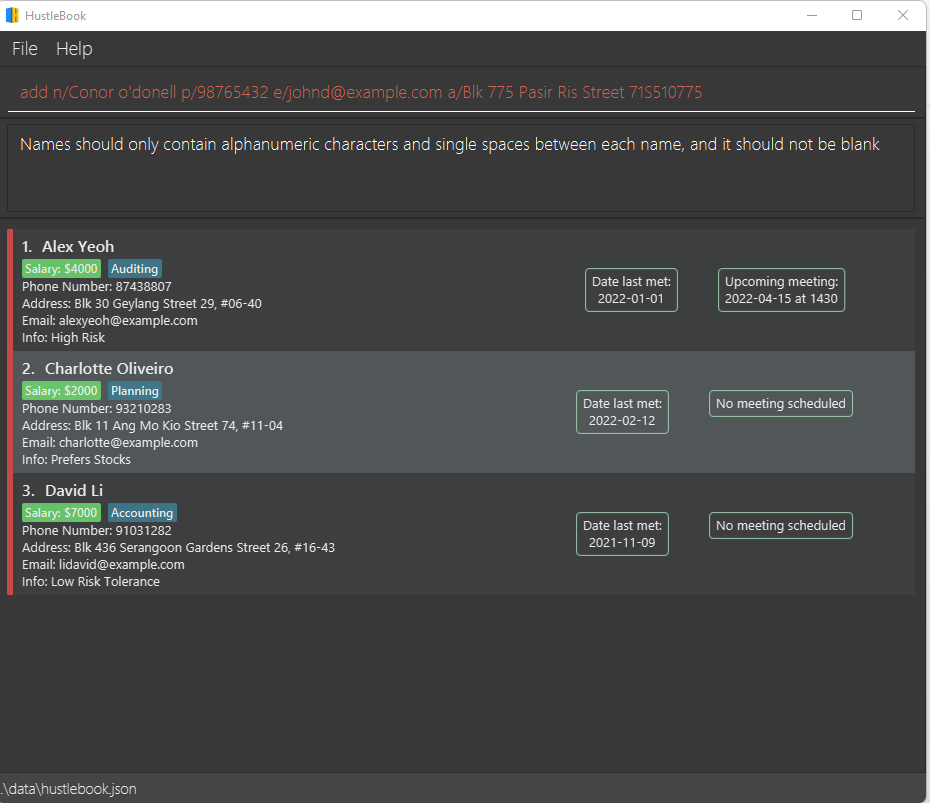 HustleBook
File Help
add n/Conor o'donell p/98765432 e/johnd@example.com a/Blk 775 Pasir Ris Street 71S510775
Names should only contain alphanumeric characters and single spaces between each name, and it should not be blank
1. Alex Yeoh
Salary: $4000 Auditing
Phone Number: 87438807
Address: Blk 30 Geylang Street 29, #06-40
Email: alexyeoh@example.com
Info: High Risk
Date last met:
2022-01-01
Upcoming meeting:
2022-04-15 at 1430
2. Charlotte Oliveiro
Salary: $2000 Planning
Phone Number: 93210283
Address: Blk 11 Ang Mo Kio Street 74, #11-04
Email: charlotte@example.com
Info: Prefers Stocks
Date last met:
2022-02-12
No meeting scheduled
3. David Li
Salary: $7000 Accounting
Phone Number: 91031282
Address: Blk 436 Serangoon Gardens Street 26, #16-43
Email: lidavid@example.com
Info: Low Risk Tolerance
Date last met:
2021-11-09
No meeting scheduled
.\data\hustlebook.json